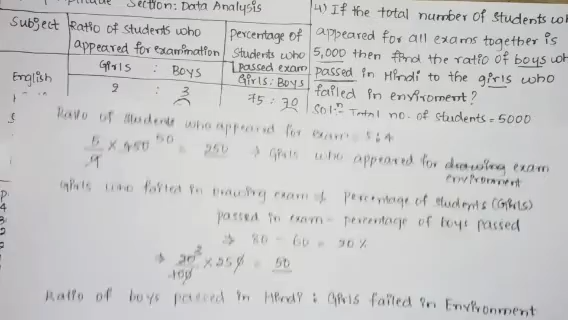 Section: Data Analysis
Subject
Ratio of students who appeared for examination
Percentage of Students who passed exam
Girls : Boys
Girls : Boys
English
2 : 3
75 : 70
4) If the total number of students who
appeared for all exams together is
5,000 then find the ratio of boys who
passed in Hindi to the girls who
failed in enviroment?
Sol:n Total no. of students = 5000
Ratio of students who appeared for exam = 5:4
5/9 × 450 50 = 250 ⇒ Girls who appeared for exam
environment
Girls who failed in Drawing exam ⇒ Percentage of students (Girls)
passed in exam - percentage of boys passed
⇒ 80 - 60 = 20%
⇒ × 250 = 50
Ratio of boys passed in Hindi : Girls failed in Environment